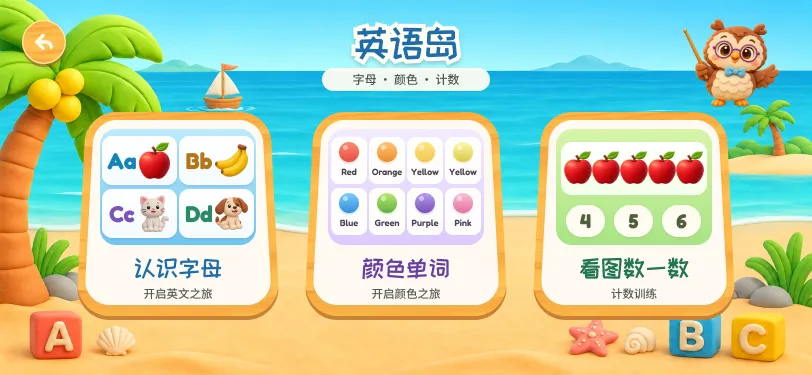 英语岛
字母 • 颜色 • 计数
Aa
Bb
Cc
Dd
认识字母
开启英文之旅
Red
Orange
Yellow
Yellow
Blue
Green
Purple
Pink
颜色单词
开启颜色之旅
4
5
6
看图数一数
计数训练
A
B
C